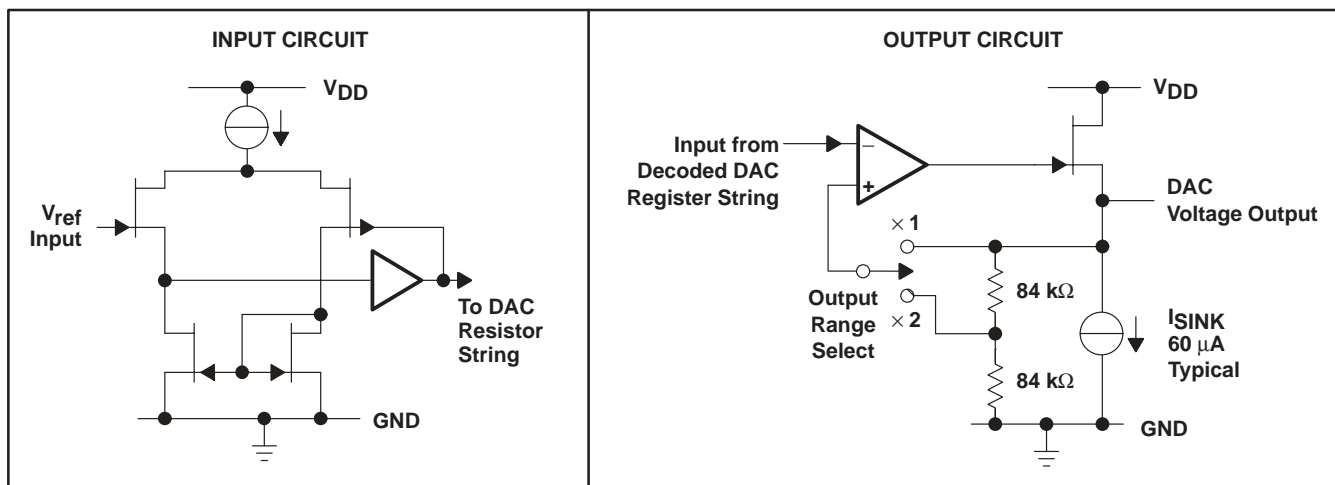 INPUT CIRCUIT
VDD
Vref
Input
To DAC
Resistor
String
GND
OUTPUT CIRCUIT
VDD
Input from
Decoded DAC
Register String
−
+
DAC
Voltage Output
× 1
Output
Range
Select
× 2
84 kΩ
84 kΩ
ISINK
60 µA
Typical
GND